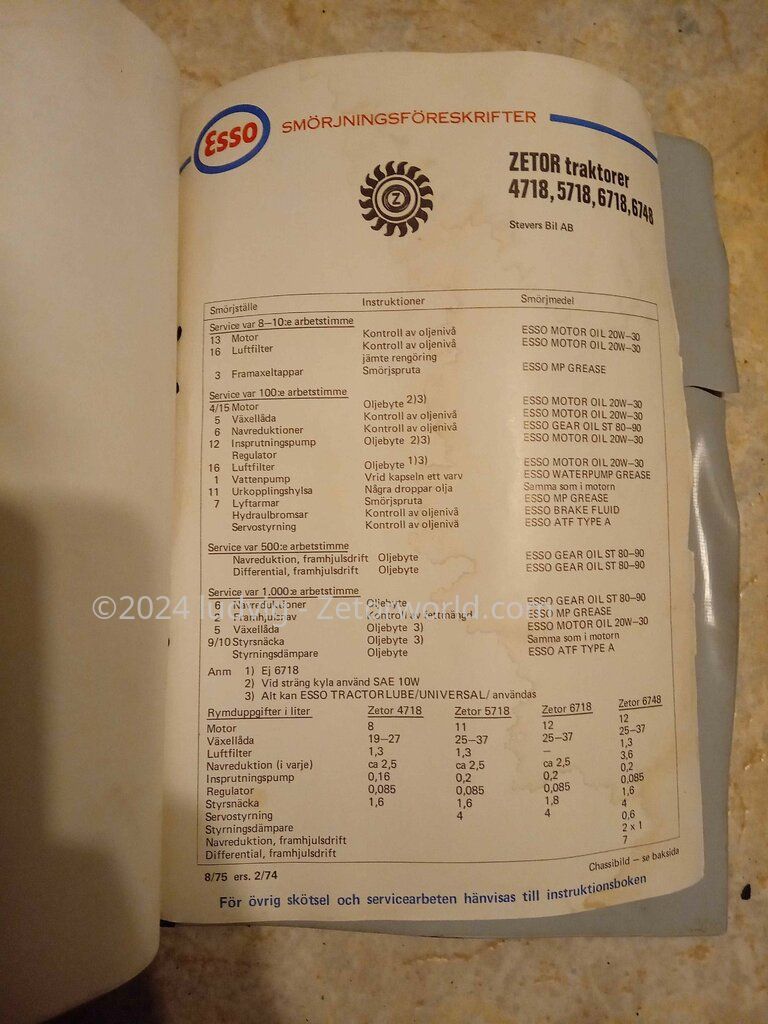 ESSO
SMÖRJNINGSFÖRESKRIFTER
Z
ZETOR traktorer
4718, 5718, 6718, 6748
Stevers Bil AB
Smörjställe Instruktioner Smörjmedel
Service var 8–10:e arbetstimme
13 Motor Kontroll av oljenivå ESSO MOTOR OIL 20W–30
16 Luftfilter Kontroll av oljenivå ESSO MOTOR OIL 20W–30
jämte rengöring
3 Framaxeltappar Smörjspruta ESSO MP GREASE
Service var 100:e arbetstimme
4/15 Motor Oljebyte 2)3) ESSO MOTOR OIL 20W–30
5 Växellåda Kontroll av oljenivå ESSO MOTOR OIL 20W–30
6 Navreduktioner Kontroll av oljenivå ESSO GEAR OIL ST 80–90
12 Insprutningspump Oljebyte 2)3) ESSO MOTOR OIL 20W–30
Regulator
16 Luftfilter Oljebyte 1)3) ESSO MOTOR OIL 20W–30
1 Vattenpump Vrid kapseln ett varv ESSO WATERPUMP GREASE
11 Urkopplingshylsa Några droppar olja Samma som i motorn
7 Lyftarmar Smörjspruta ESSO MP GREASE
Hydraulbromsar Kontroll av oljenivå ESSO BRAKE FLUID
Servostyrning Kontroll av oljenivå ESSO ATF TYPE A
Service var 500:e arbetstimme
Navreduktion, framhjulsdrift Oljebyte ESSO GEAR OIL ST 80–90
Differential, framhjulsdrift Oljebyte ESSO GEAR OIL ST 80–90
Service var 1,000:e arbetstimme
6 Navreduktioner Oljebyte ESSO GEAR OIL ST 80–90
2 Framhjulsnav Kontroll av fettmängd ESSO MP GREASE
5 Växellåda Oljebyte 3) ESSO MOTOR OIL 20W–30
9/10 Styrsnäcka Oljebyte 3) Samma som i motorn
Styrningsdämpare Oljebyte ESSO ATF TYPE A
Anm 1) Ej 6718
2) Vid sträng kyla använd SAE 10W
3) Alt kan ESSO TRACTORLUBE/UNIVERSAL/ användas
Rymduppgifter i liter Zetor 4718 Zetor 5718 Zetor 6718 Zetor 6748
Motor 8 11 12 12
Växellåda 19–27 25–37 25–37 25–37
Luftfilter 1,3 1,3 – 1,3
Navreduktion (i varje) ca 2,5 ca 2,5 ca 2,5 3,6
Insprutningspump 0,16 0,2 0,2 0,2
Regulator 0,085 0,085 0,085 0,085
Styrsnäcka 1,6 1,6 1,8 1,6
Servostyrning 4 4 4
Styrningsdämpare 0,6
Navreduktion, framhjulsdrift 2 x 1
Differential, framhjulsdrift 7
8/75 ers. 2/74
Chassibild – se baksida
För övrig skötsel och servicearbeten hänvisas till instruktionsboken
©2024 ludvig - Zetorworld.com